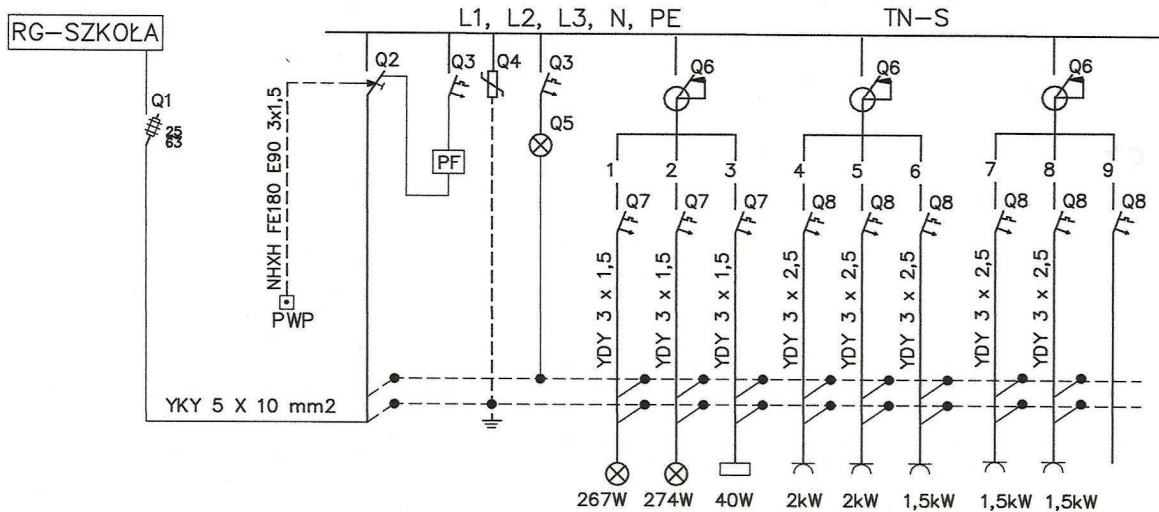 RG-SZKOŁA
L1, L2, L3, N, PE
TN-S
Q1
25
63
Q2
Q3
Q4
Q3
Q5
Q6
Q6
Q6
PF
NHXH FE180 E90 3x1,5
PWP
1
2
3
4
5
6
7
8
9
Q7
Q7
Q7
Q8
Q8
Q8
Q8
Q8
Q8
YDY 3 x 1,5
YDY 3 x 1,5
YDY 3 x 1,5
YDY 3 x 2,5
YDY 3 x 2,5
YDY 3 x 2,5
YDY 3 x 2,5
YDY 3 x 2,5
YKY 5 X 10 mm2
267W
274W
40W
2kW
2kW
1,5kW
1,5kW
1,5kW